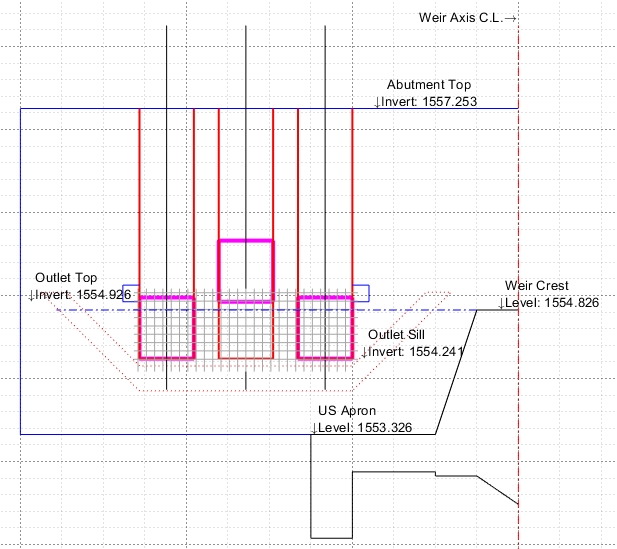 Weir Axis C.L.→
Abutment Top
↓Invert: 1557.253
Outlet Top
↓Invert: 1554.926
Weir Crest
↓Level: 1554.826
Outlet Sill
↓Invert: 1554.241
US Apron
↓Level: 1553.326